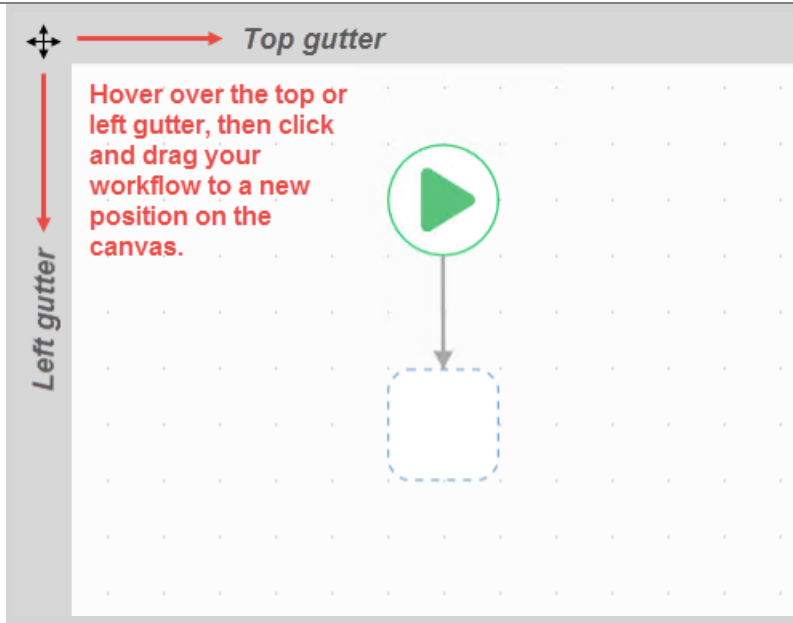 Top gutter
Hover over the top or
left gutter, then click
and drag your
workflow to a new
position on the
canvas.
Left gutter